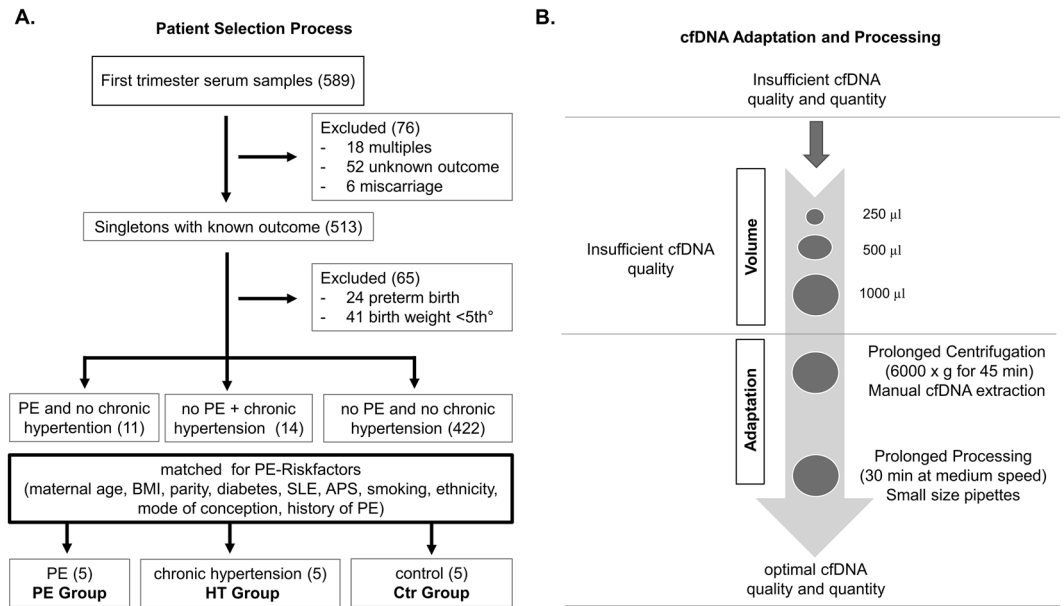 A.
Patient Selection Process
First trimester serum samples (589)
Excluded (76)
- 18 multiples
- 52 unknown outcome
- 6 miscarriage
Singletons with known outcome (513)
Excluded (65)
- 24 preterm birth
- 41 birth weight <5th°
PE and no chronic
hypertention (11)
no PE + chronic
hypertension (14)
no PE and no chronic
hypertension (422)
matched for PE-Riskfactors
(maternal age, BMI, parity, diabetes, SLE, APS, smoking, ethnicity,
mode of conception, history of PE)
PE (5)
PE Group
chronic hypertension (5)
HT Group
control (5)
Ctr Group
B.
cfDNA Adaptation and Processing
Insufficient cfDNA
quality and quantity
Insufficient cfDNA
quality
Volume
250 µl
500 µl
1000 µl
Adaptation
Prolonged Centrifugation
(6000 x g for 45 min)
Manual cfDNA extraction
Prolonged Processing
(30 min at medium speed)
Small size pipettes
optimal cfDNA
quality and quantity